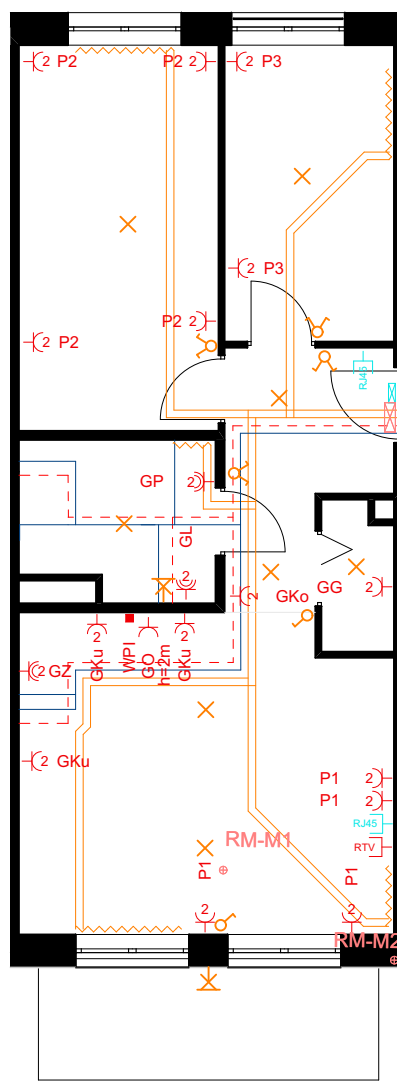 2 P2
P2 2
2 P3
2 P3
P2 2
2 P2
RJ45
GP 2
GL
2
2
GKo
GG
2
2
GKu
WPI
GO
h=2m
2
GKu
2 GZ
2 GKu
P1 2
P1 2
RJ45
RTV
RM-M1
P1
2
P1
2
RM-M2